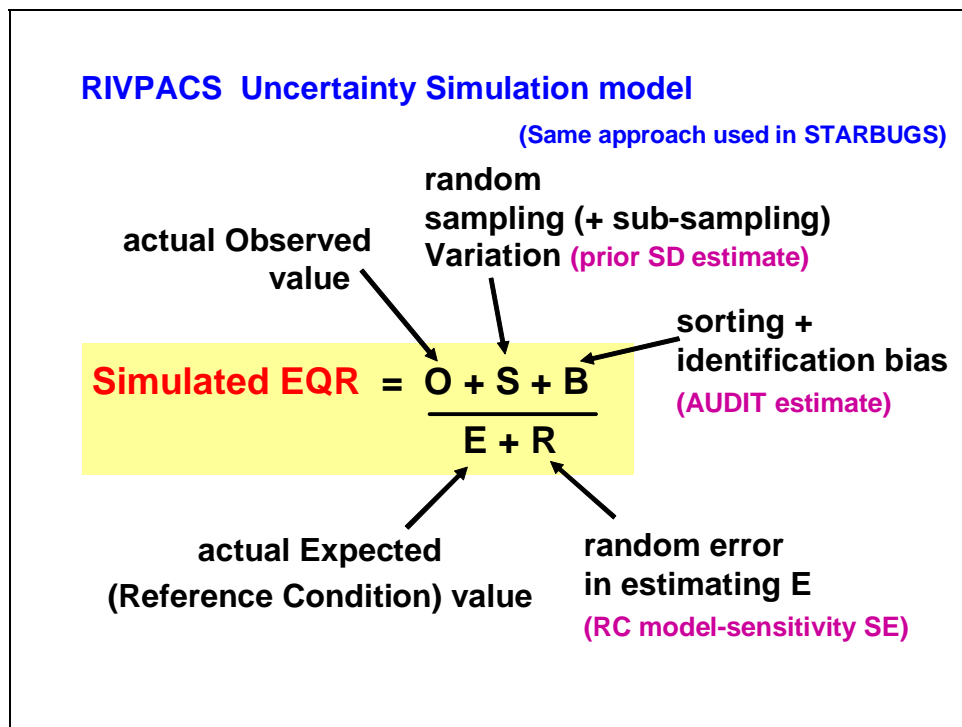 RIVPACS Uncertainty Simulation model
(Same approach used in STARBUGS)
random
sampling (+ sub-sampling)
Variation (prior SD estimate)
actual Observed
value
sorting +
identification bias
(AUDIT estimate)
Simulated EQR = O + S + B
E + R
actual Expected
(Reference Condition) value
random error
in estimating E
(RC model-sensitivity SE)